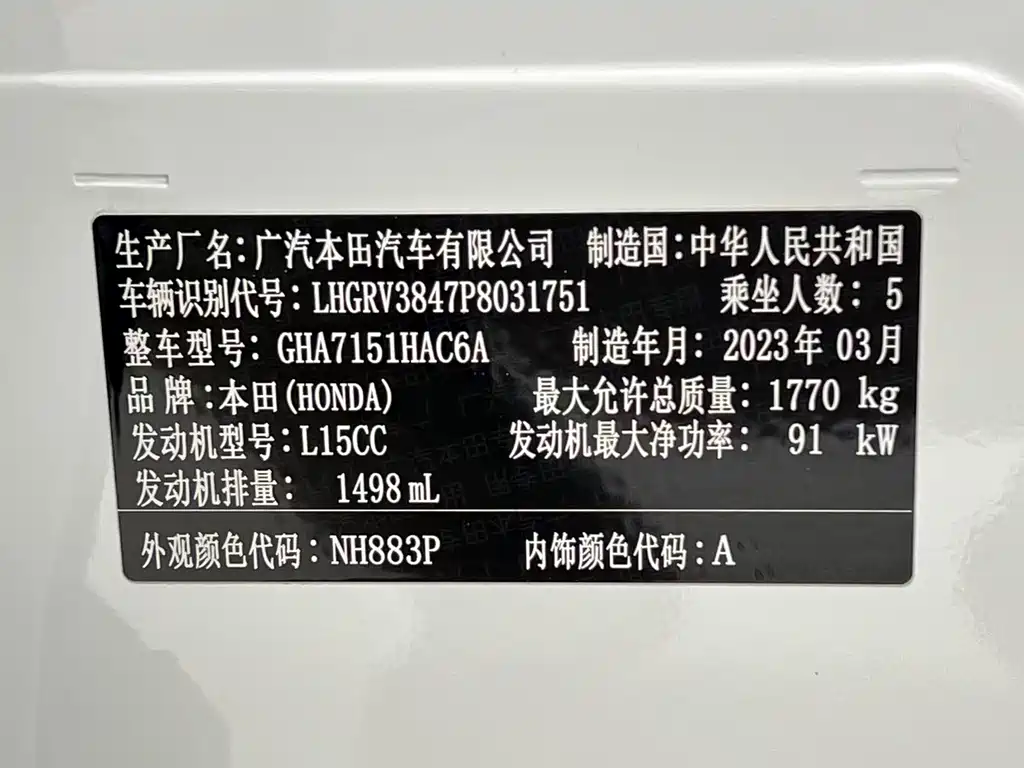 生产厂名：广汽本田汽车有限公司 制造国：中华人民共和国
车辆识别代号：LHGRV3847P8031751 乘坐人数：5
整车型号：GHA7151HAC6A 制造年月：2023年03月
品牌：本田(HONDA) 最大允许总质量：1770 kg
发动机型号：L15CC 发动机最大净功率：91 kW
发动机排量：1498 mL
外观颜色代码：NH883P 内饰颜色代码：A